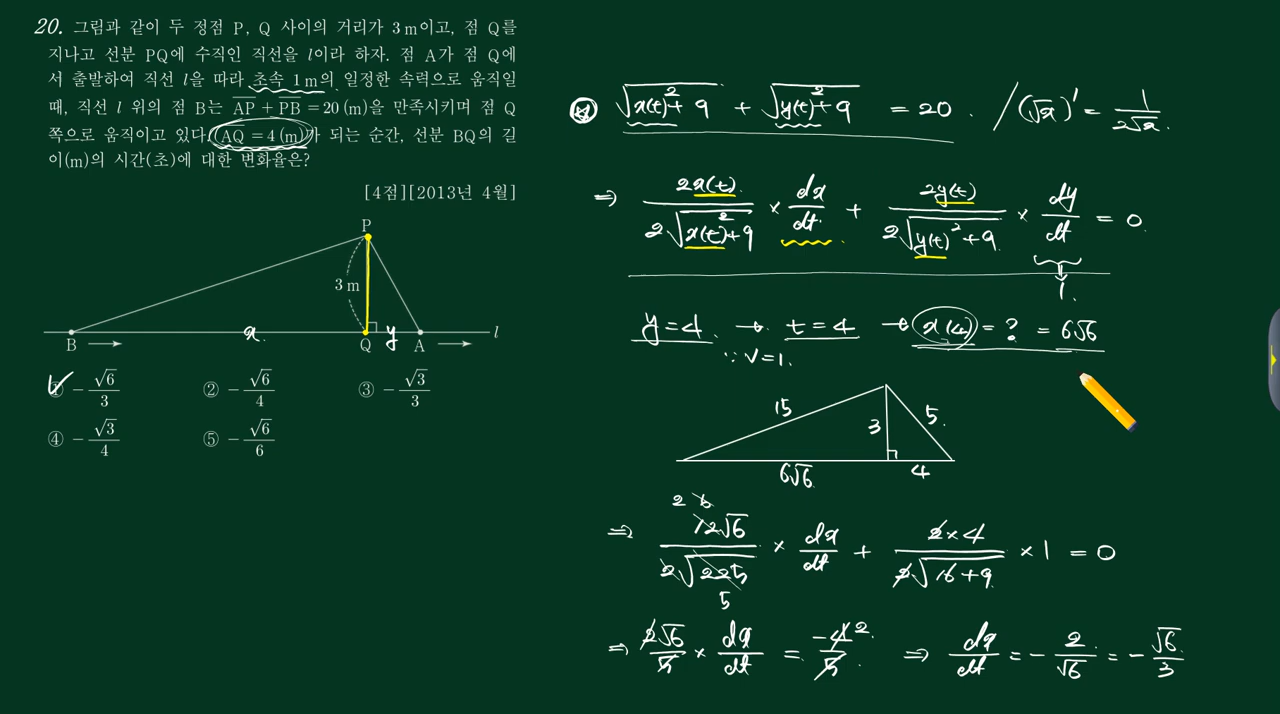 20. 그림과 같이 두 정점 P, Q 사이의 거리가 3 m이고, 점 Q를
지나고 선분 PQ에 수직인 직선을 l이라 하자. 점 A가 점 Q에
서 출발하여 직선 l을 따라 초속 1 m의 일정한 속력으로 움직일
때, 직선 l 위의 점 B는 AP + PB = 20 (m)을 만족시키며 점 Q
쪽으로 움직이고 있다. AQ = 4 (m)가 되는 순간, 선분 BQ의 길
이(m)의 시간(초)에 대한 변화율은?
[4점][2013년 4월]
P
3 m
B x Q y A l
① -√6/3 ② -√6/4 ③ -√3/3
④ -√3/4 ⑤ -√6/6
√(x(t)²+9) + √(y(t)²+9) = 20. /(√x)' = 1/(2√x).
⇒ 2x(t)/(2√(x(t)²+9)) × dx/dt + 2y(t)/(2√(y(t)²+9)) × dy/dt = 0.
1.
y=4. → t=4 → x(4) = ? = 6√6
∵ v=1.
15 3 5.
6√6 4
2 6
⇒ 12√6/(2√225) × dx/dt + (2×4)/(2√(16+9)) × 1 = 0
5
⇒ 2√6/5 × dx/dt = -4/5 2. ⇒ dx/dt = -2/√6 = -√6/3